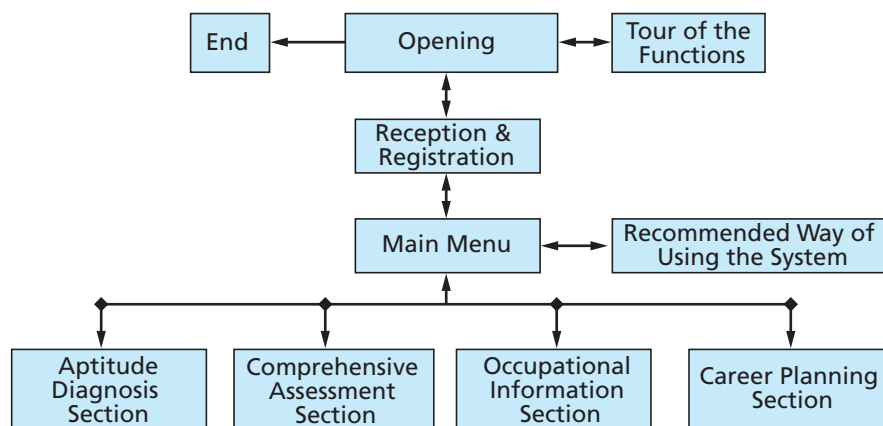 End
Opening
Tour of the
Functions
Reception &
Registration
Main Menu
Recommended Way of
Using the System
Aptitude
Diagnosis
Section
Comprehensive
Assessment
Section
Occupational
Information
Section
Career Planning
Section